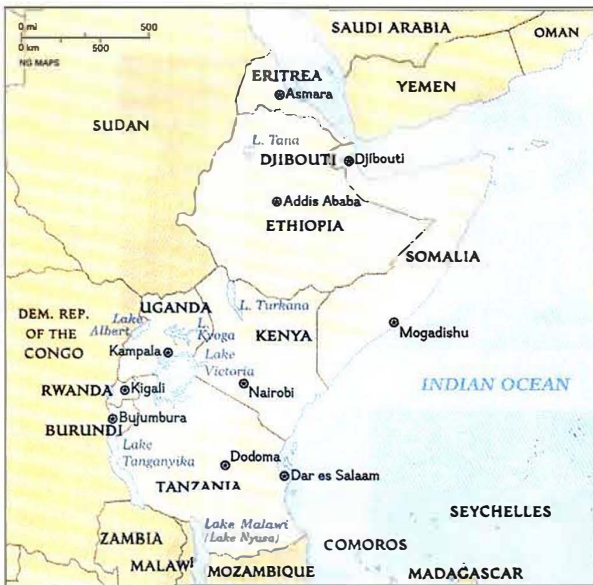 0 mi 500
0 km 500
NG MAPS
SAUDI ARABIA
OMAN
YEMEN
ERITREA
Asmara
SUDAN
L. Tana
DJIBOUTI
Djibouti
Addis Ababa
ETHIOPIA
SOMALIA
UGANDA
L. Turkana
DEM. REP.
OF THE
CONGO
Lake
Albert
L.
Kyoga
KENYA
Mogadishu
Kampala
Lake
Victoria
RWANDA
Kigali
Nairobi
INDIAN OCEAN
Bujumbura
BURUNDI
Lake
Tanganyika
Dodoma
Dar es Salaam
TANZANIA
SEYCHELLES
Lake Malawi
(Lake Nyasa)
ZAMBIA
COMOROS
MALAWI
MOZAMBIQUE
MADAGASCAR